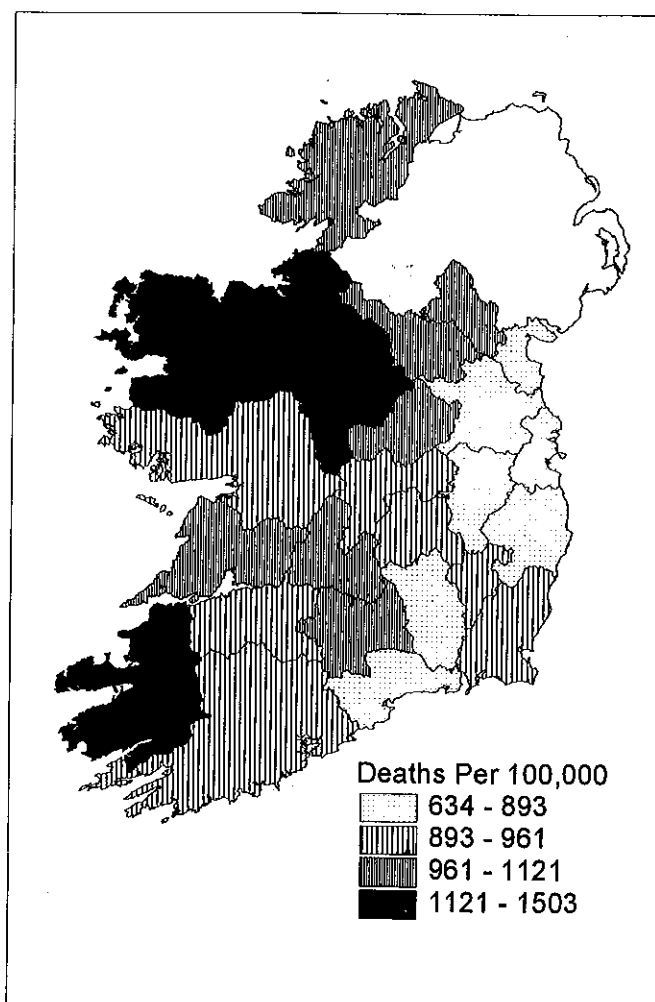 Deaths Per 100,000
634 - 893
893 - 961
961 - 1121
1121 - 1503